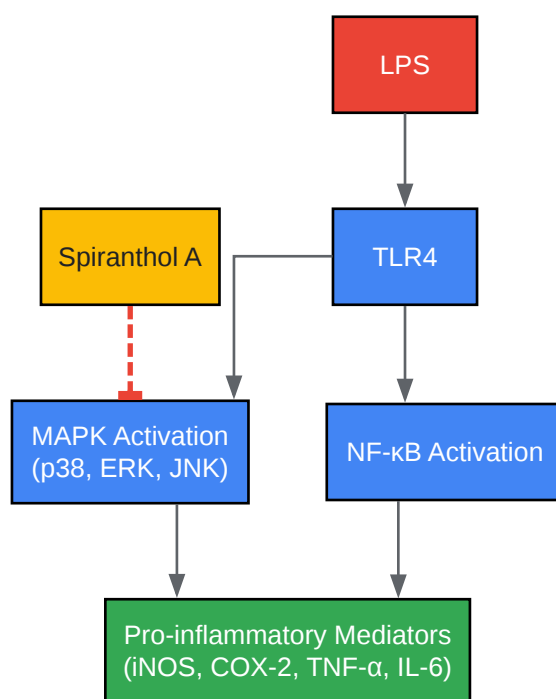 LPS
Spiranthol A
TLR4
MAPK Activation
(p38, ERK, JNK)
NF-κB Activation
Pro-inflammatory Mediators
(iNOS, COX-2, TNF-α, IL-6)